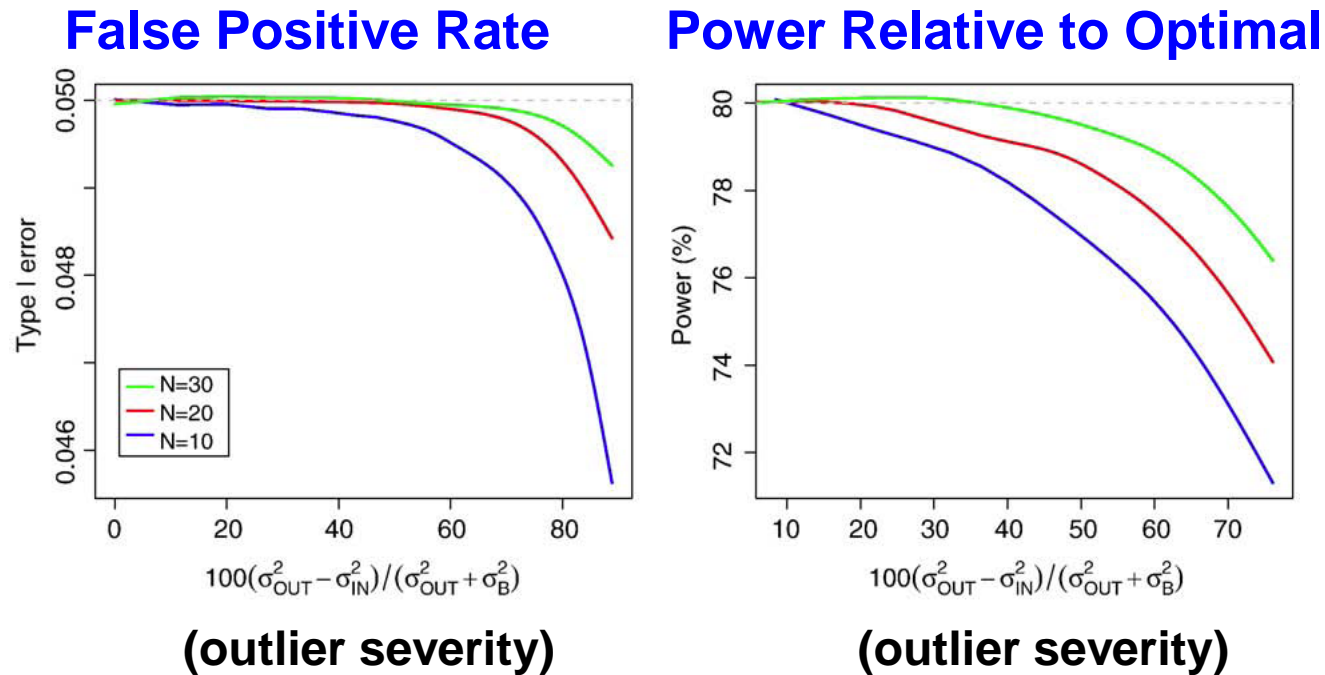 False Positive Rate
Type I error
0.050
0.048
0.046
N=30
N=20
N=10
0 20 40 60 80
100(σ²OUT − σ²IN)/(σ²OUT + σ²B)
(outlier severity)
Power Relative to Optimal
Power (%)
80
78
76
74
72
10 20 30 40 50 60 70
100(σ²OUT − σ²IN)/(σ²OUT + σ²B)
(outlier severity)